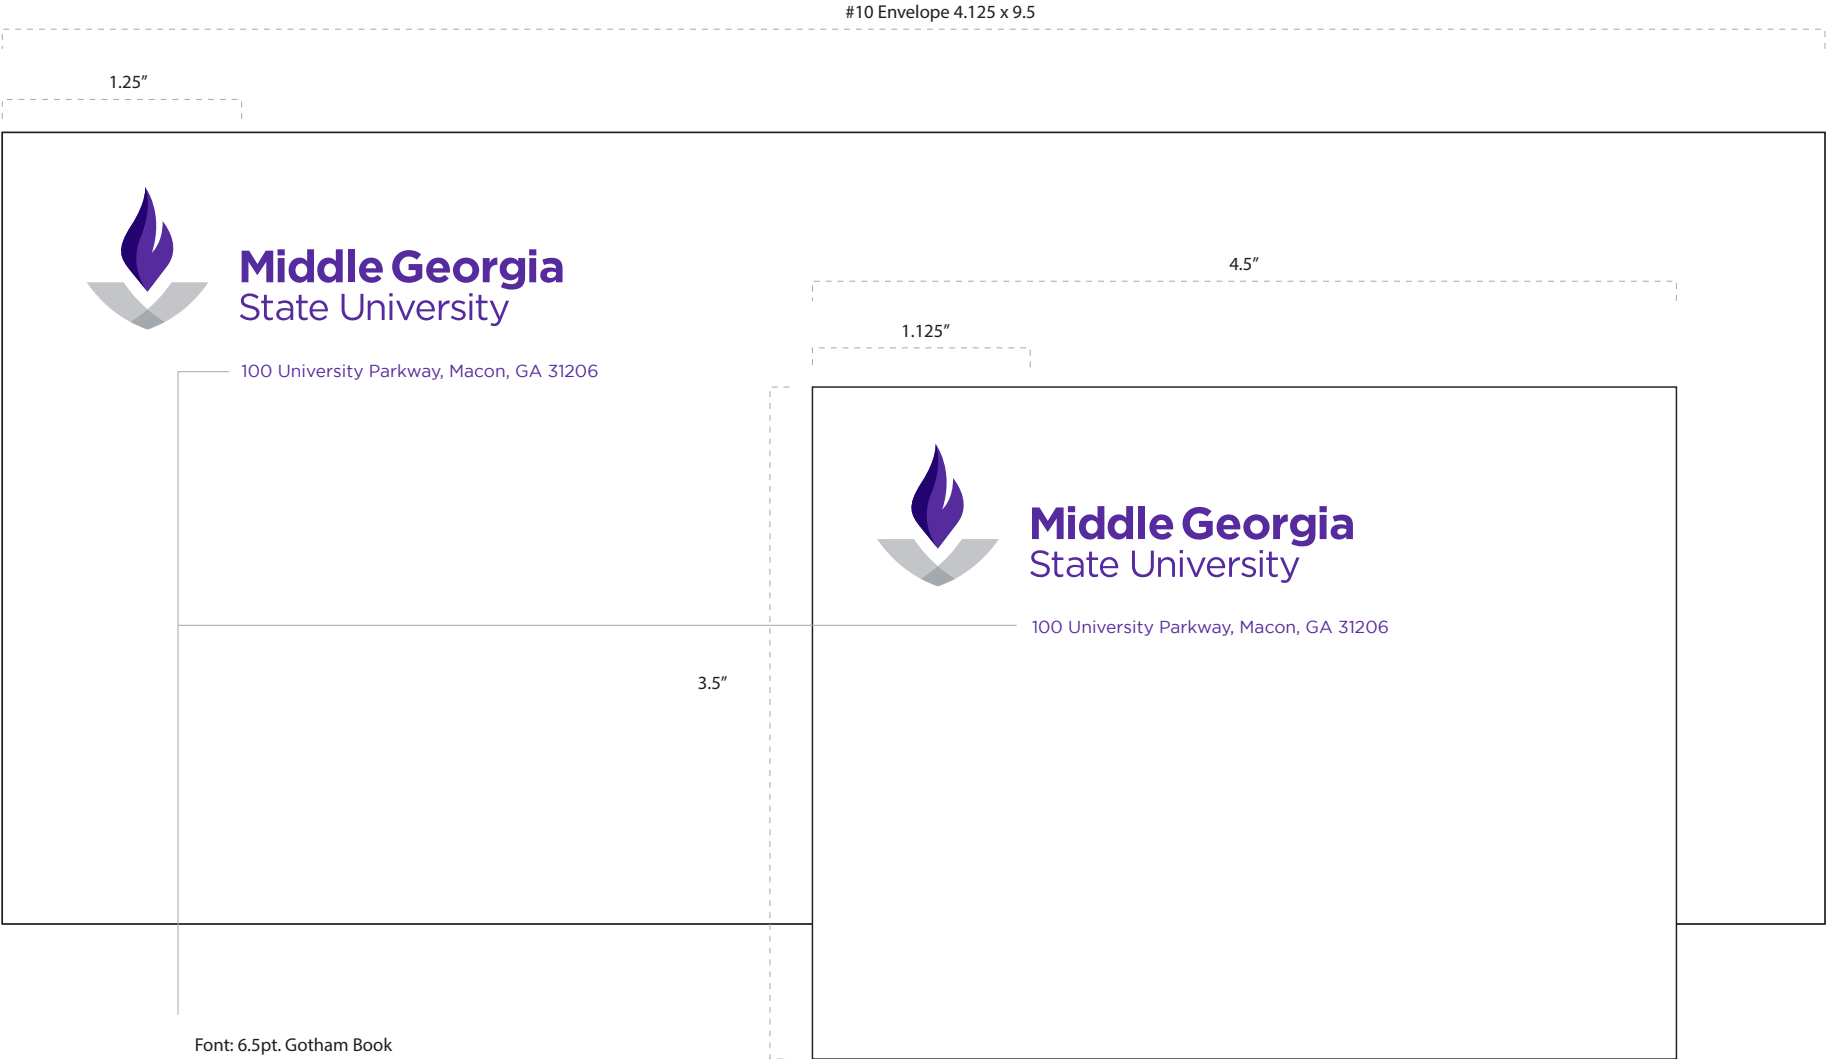 #10 Envelope 4.125 x 9.5
1.25”
Middle Georgia
State University
100 University Parkway, Macon, GA 31206
4.5”
1.125”
Middle Georgia
State University
100 University Parkway, Macon, GA 31206
3.5”
Font: 6.5pt. Gotham Book